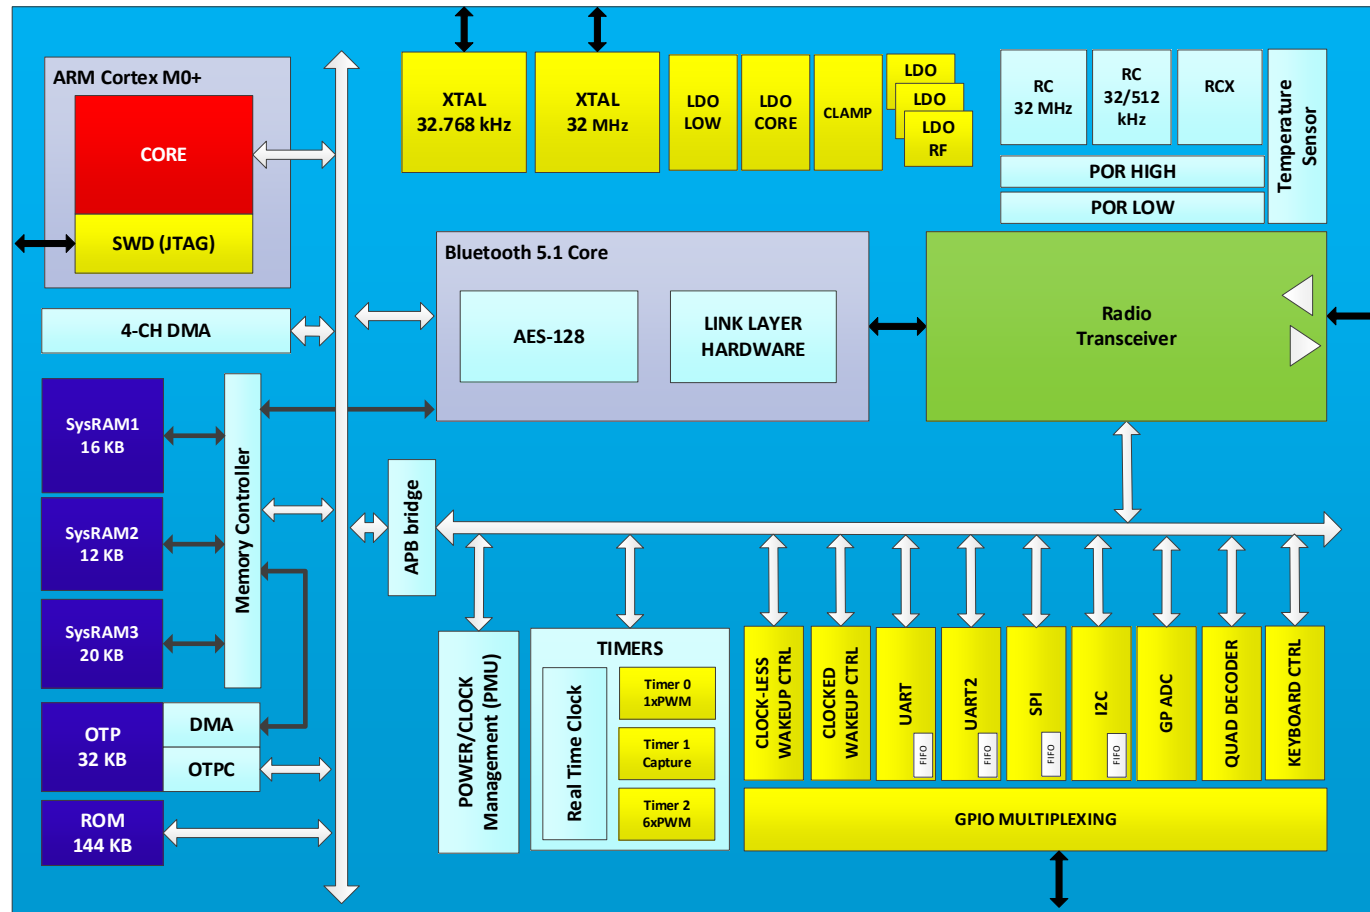 ARM Cortex M0+
CORE
SWD (JTAG)
4-CH DMA
SysRAM1
16 KB
SysRAM2
12 KB
SysRAM3
20 KB
Memory Controller
OTP
32 KB
DMA
OTPC
ROM
144 KB
XTAL
32.768 kHz
XTAL
32 MHz
LDO
LOW
LDO
CORE
CLAMP
LDO
LDO
LDO
RF
RC
32 MHz
RC
32/512
kHz
RCX
POR HIGH
POR LOW
Temperature
Sensor
Bluetooth 5.1 Core
AES-128
LINK LAYER
HARDWARE
Radio
Transceiver
APB bridge
POWER/CLOCK
Management (PMU)
TIMERS
Real Time Clock
Timer 0
1xPWM
Timer 1
Capture
Timer 2
6xPWM
CLOCK-LESS
WAKEUP CTRL
CLOCKED
WAKEUP CTRL
UART
FIFO
UART2
FIFO
SPI
FIFO
I2C
FIFO
GP ADC
QUAD DECODER
KEYBOARD CTRL
GPIO MULTIPLEXING